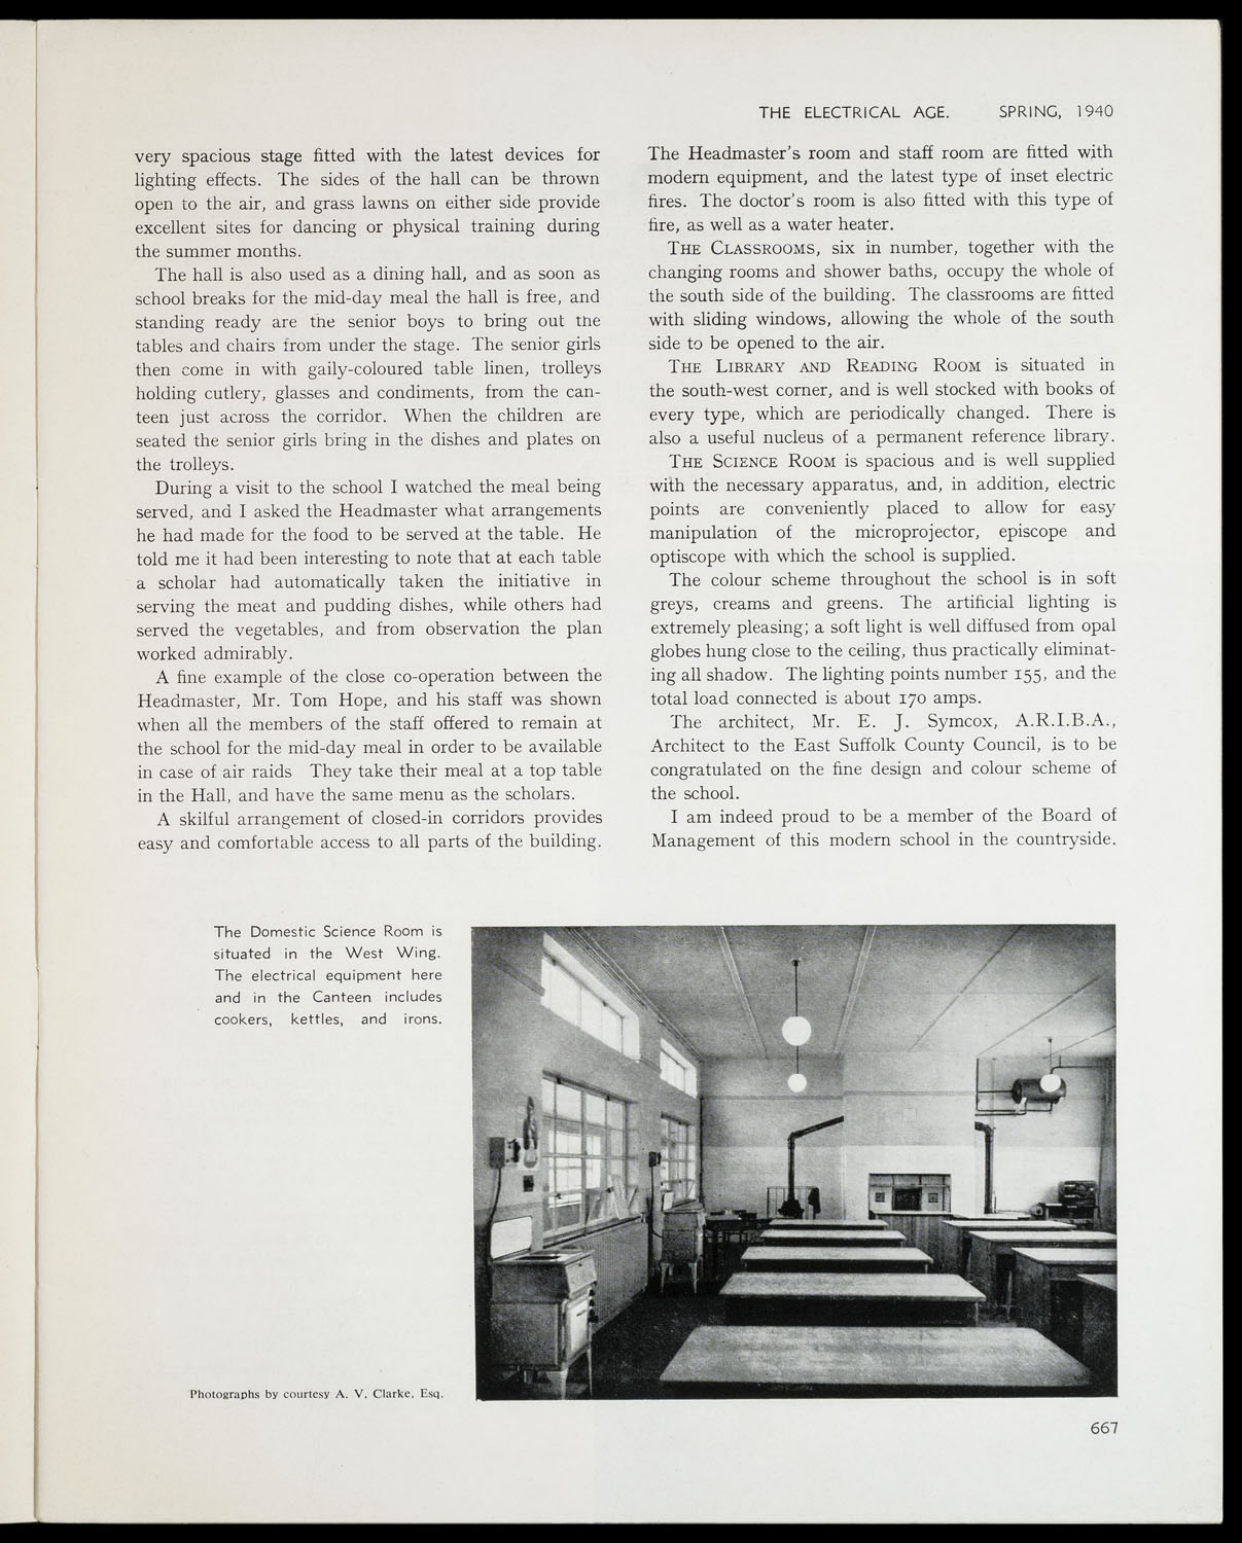 THE ELECTRICAL AGE. SPRING, 1940
very spacious stage fitted with the latest devices for
lighting effects. The sides of the hall can be thrown
open to the air, and grass lawns on either side provide
excellent sites for dancing or physical training during
the summer months.
The hall is also used as a dining hall, and as soon as
school breaks for the mid-day meal the hall is free, and
standing ready are the senior boys to bring out the
tables and chairs from under the stage. The senior girls
then come in with gaily-coloured table linen, trolleys
holding cutlery, glasses and condiments, from the can-
teen just across the corridor. When the children are
seated the senior girls bring in the dishes and plates on
the trolleys.
During a visit to the school I watched the meal being
served, and I asked the Headmaster what arrangements
he had made for the food to be served at the table. He
told me it had been interesting to note that at each table
a scholar had automatically taken the initiative in
serving the meat and pudding dishes, while others had
served the vegetables, and from observation the plan
worked admirably.
A fine example of the close co-operation between the
Headmaster, Mr. Tom Hope, and his staff was shown
when all the members of the staff offered to remain at
the school for the mid-day meal in order to be available
in case of air raids They take their meal at a top table
in the Hall, and have the same menu as the scholars.
A skilful arrangement of closed-in corridors provides
easy and comfortable access to all parts of the building.
The Headmaster's room and staff room are fitted with
modern equipment, and the latest type of inset electric
fires. The doctor's room is also fitted with this type of
fire, as well as a water heater.
THE CLASSROOMS, six in number, together with the
changing rooms and shower baths, occupy the whole of
the south side of the building. The classrooms are fitted
with sliding windows, allowing the whole of the south
side to be opened to the air.
THE LIBRARY AND READING ROOM is situated in
the south-west corner, and is well stocked with books of
every type, which are periodically changed. There is
also a useful nucleus of a permanent reference library.
THE SCIENCE ROOM is spacious and is well supplied
with the necessary apparatus, and, in addition, electric
points are conveniently placed to allow for easy
manipulation of the microprojector, episcope and
optiscope with which the school is supplied.
The colour scheme throughout the school is in soft
greys, creams and greens. The artificial lighting is
extremely pleasing; a soft light is well diffused from opal
globes hung close to the ceiling, thus practically eliminat-
ing all shadow. The lighting points number 155, and the
total load connected is about 170 amps.
The architect, Mr. E. J. Symcox, A.R.I.B.A.,
Architect to the East Suffolk County Council, is to be
congratulated on the fine design and colour scheme of
the school.
I am indeed proud to be a member of the Board of
Management of this modern school in the countryside.
The Domestic Science Room is
situated in the West Wing.
The electrical equipment here
and in the Canteen includes
cookers, kettles, and irons.
Photographs by courtesy A. V. Clarke, Esq.
667